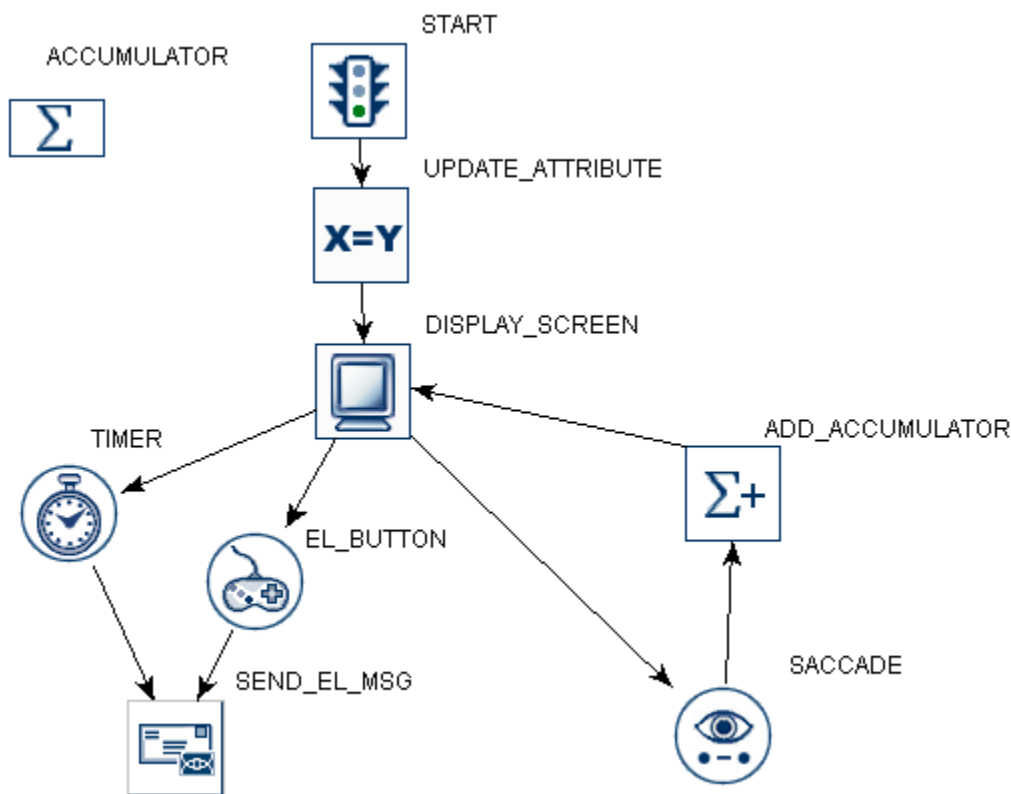 START
ACCUMULATOR
Σ
UPDATE_ATTRIBUTE
X=Y
DISPLAY_SCREEN
TIMER
ADD_ACCUMULATOR
Σ+
EL_BUTTON
SACCADE
SEND_EL_MSG